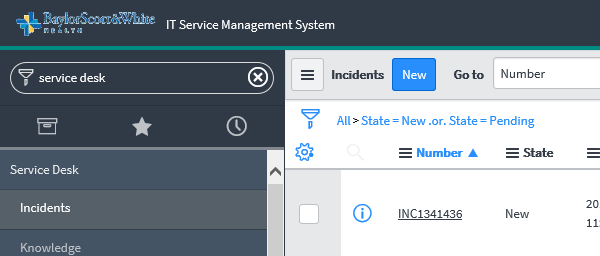 BaylorScott&White
HEALTH
IT Service Management System
service desk
Incidents
New
Go to
Number
All > State = New .or. State = Pending
Number
State
Service Desk
Incidents
INC1341436
New
20
Knowledge